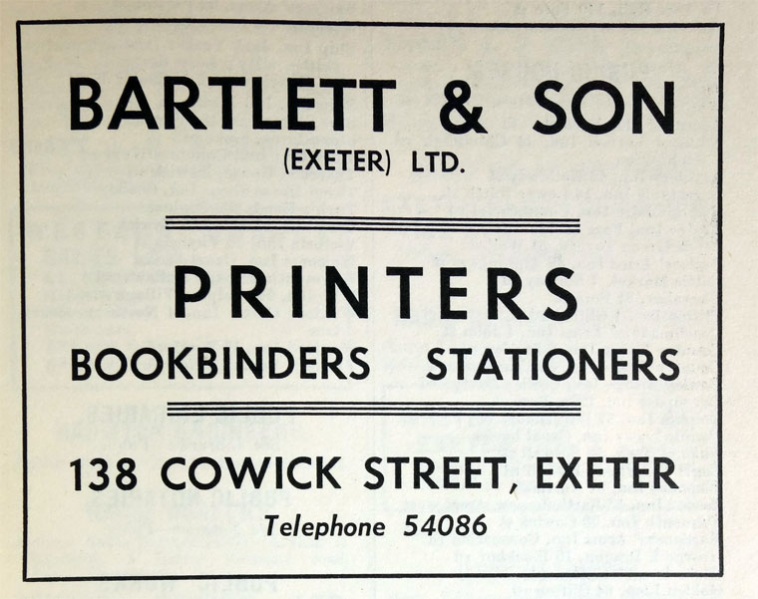 BARTLETT & SON
(EXETER) LTD.
PRINTERS
BOOKBINDERS STATIONERS
138 COWICK STREET, EXETER
Telephone 54086